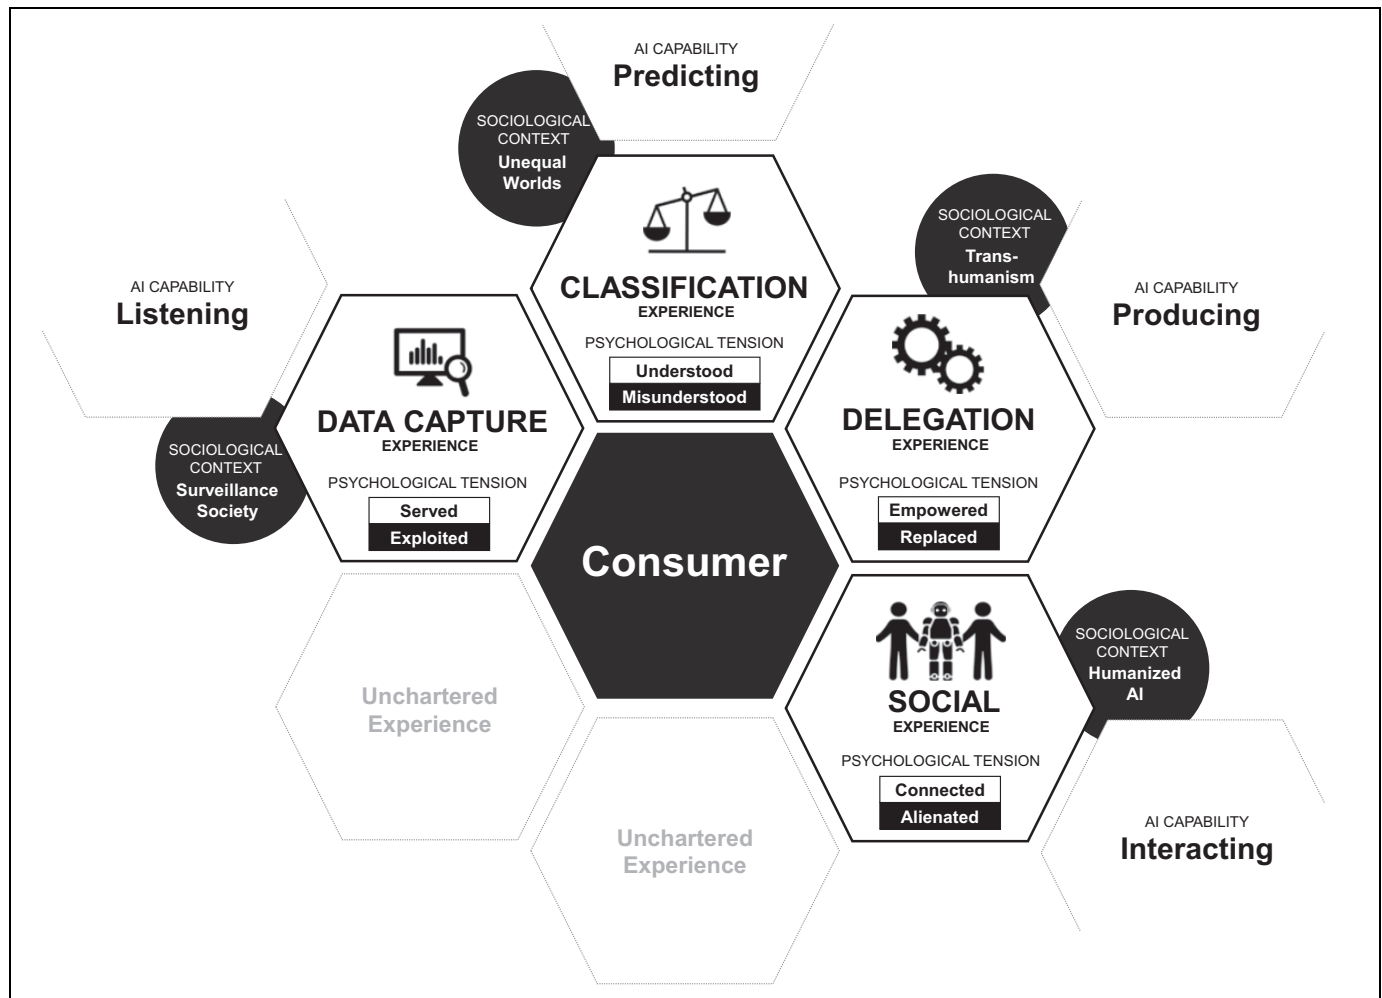 AI CAPABILITY
Predicting
SOCIOLOGICAL
CONTEXT
Unequal
Worlds
CLASSIFICATION
EXPERIENCE
PSYCHOLOGICAL TENSION
Understood
Misunderstood
SOCIOLOGICAL
CONTEXT
Trans-
humanism
AI CAPABILITY
Listening
AI CAPABILITY
Producing
DATA CAPTURE
EXPERIENCE
PSYCHOLOGICAL TENSION
Served
Exploited
SOCIOLOGICAL
CONTEXT
Surveillance
Society
DELEGATION
EXPERIENCE
PSYCHOLOGICAL TENSION
Empowered
Replaced
Consumer
SOCIOLOGICAL
CONTEXT
Humanized
AI
SOCIAL
EXPERIENCE
PSYCHOLOGICAL TENSION
Connected
Alienated
Unchartered
Experience
Unchartered
Experience
AI CAPABILITY
Interacting